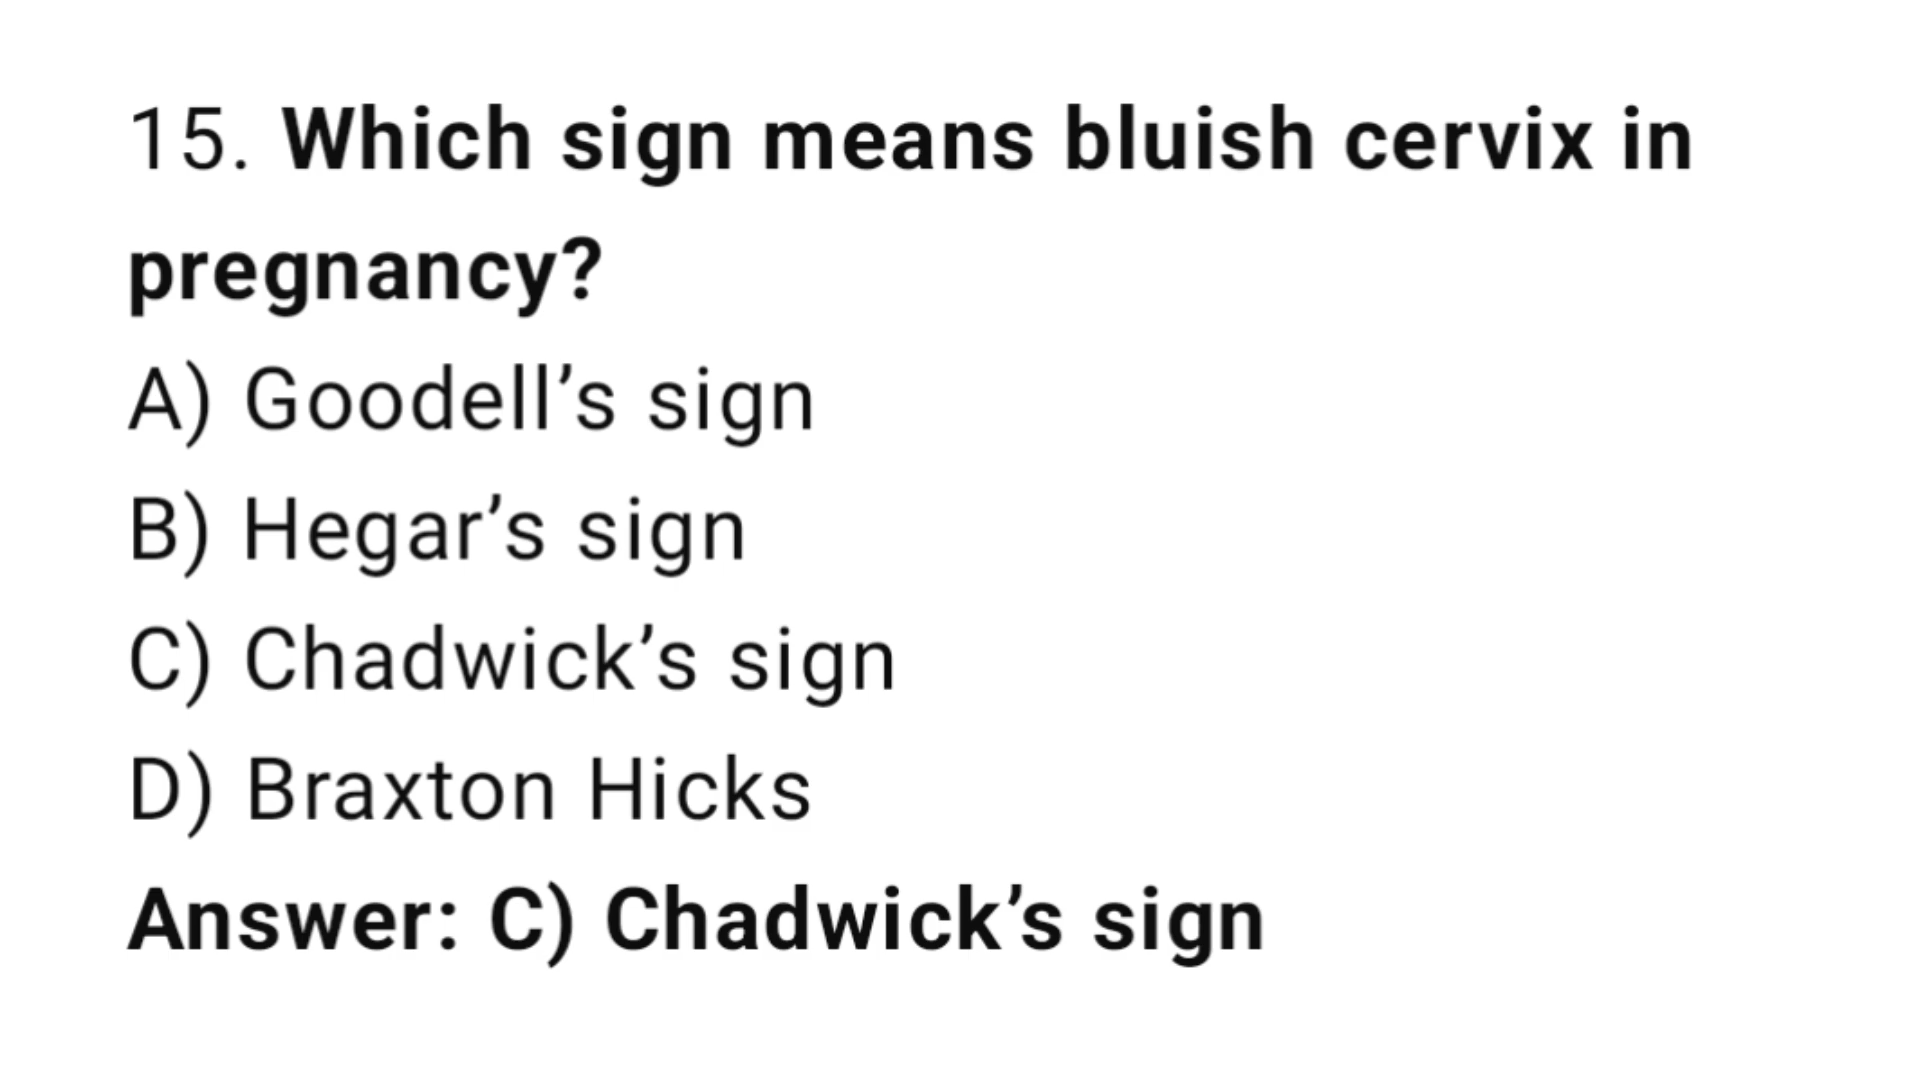 15. Which sign means bluish cervix in
pregnancy?
A) Goodell’s sign
B) Hegar’s sign
C) Chadwick’s sign
D) Braxton Hicks
Answer: C) Chadwick’s sign